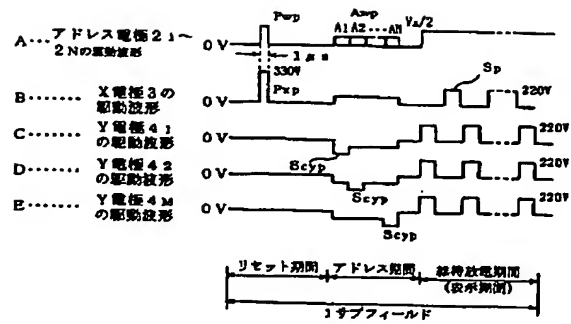 Pwp Aawp
A1 A2 ・・・ AM Vs/2
A・・・アドレス電極2₁〜
2Nの駆動波形
0V
1μs
330V
Pxp
Sp
B・・・・・・・ X電極3の
駆動波形
0V
220V
C・・・・・・・ Y電極4₁
の駆動波形
0V
220V
Scyp
D・・・・・・・ Y電極4₂
の駆動波形
0V
220V
Scyp
E・・・・・・・ Y電極4M
の駆動波形
0V
220V
Scyp
リセット期間 アドレス期間 維持放電期間
(表示期間)
1サブフィールド